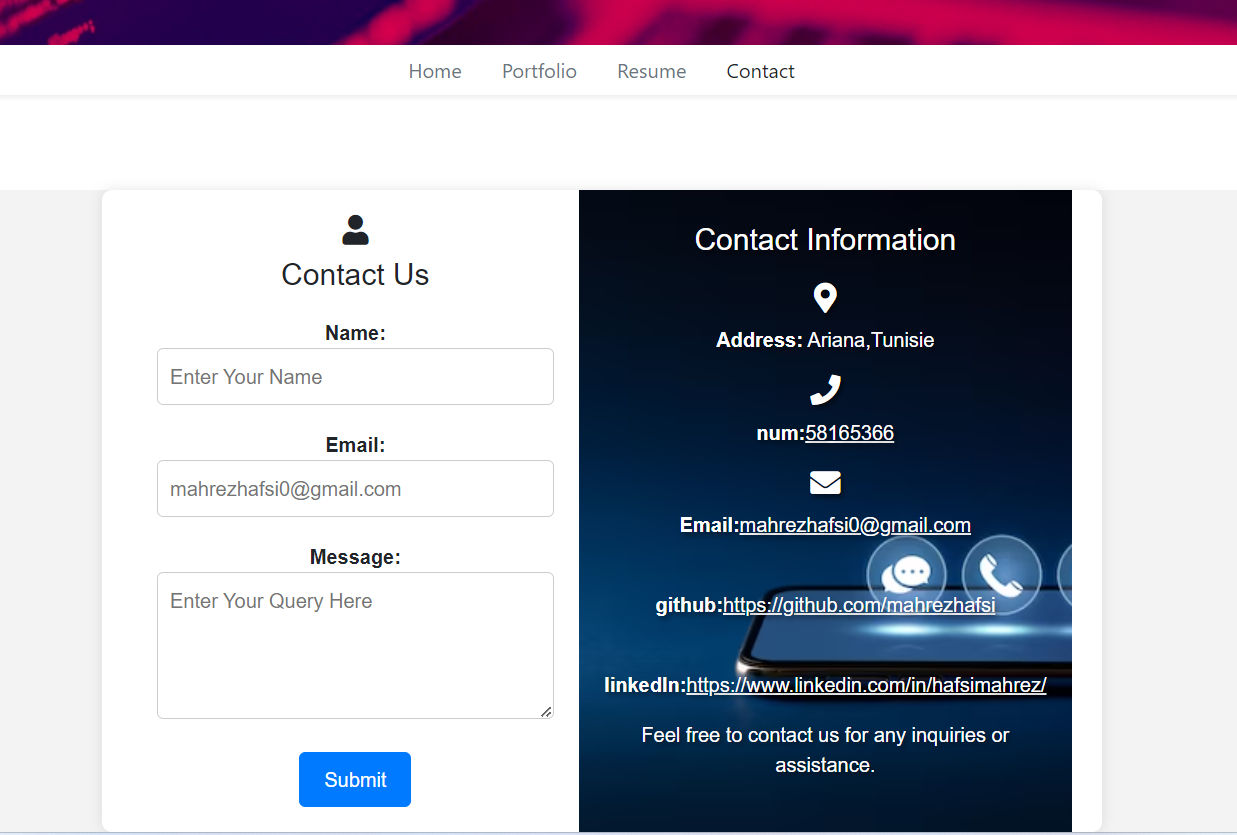 Home Portfolio Resume Contact
Contact Us
Name:
Enter Your Name
Email:
mahrezhafsi0@gmail.com
Message:
Enter Your Query Here
Submit
Contact Information
Address: Ariana,Tunisie
num:58165366
Email:mahrezhafsi0@gmail.com
github:https://github.com/mahrezhafsi
linkedIn:https://www.linkedin.com/in/hafsimahrez/
Feel free to contact us for any inquiries or
assistance.